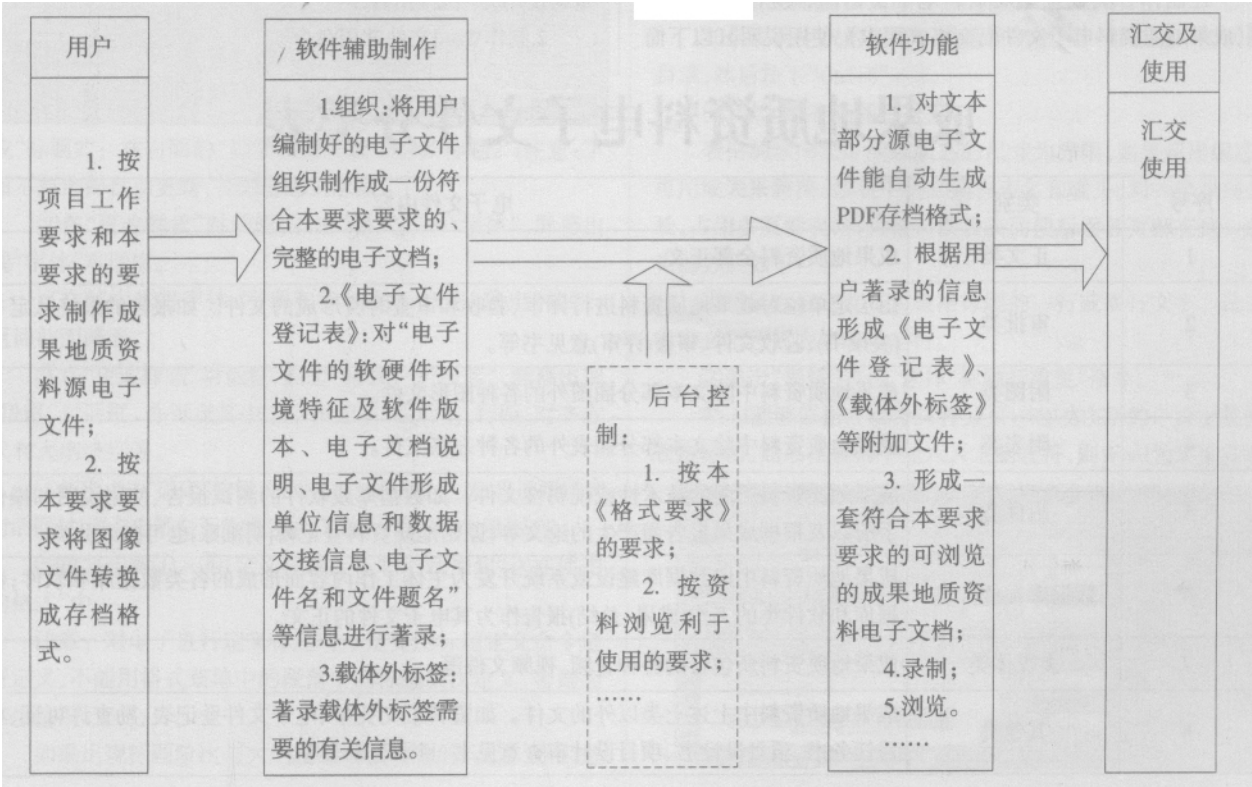 用户
1. 按
项目工作
要求和本
要求的要
求制作成
果地质资
料源电子
文件；
2. 按
本要求要
求将图像
文件转换
成存档格
式。
软件辅助制作
1.组织：将用户
编制好的电子文件
组织制作成一份符
合本要求要求的、
完整的电子文档；
2.《电子文件
登记表》：对“电子
文件的软硬件环
境特征及软件版
本、电子文档说
明、电子文件形成
单位信息和数据
交接信息、电子文
件名和文件题名”
等信息进行著录；
3.载体外标签：
著录载体外标签需
要的有关信息。
后台控
制：
1. 按本
《格式要求》
的要求；
2. 按资
料浏览利于
使用的要求；
……
软件功能
1. 对文本
部分源电子文
件能自动生成
PDF存档格式；
2. 根据用
户著录的信息
形成《电子文
件登记表》、
《载体外标签》
等附加文件；
3. 形成一
套符合本要求
要求的可浏览
的成果地质资
料电子文档；
4.录制；
5.浏览。
……
汇交及
使用
汇交
使用